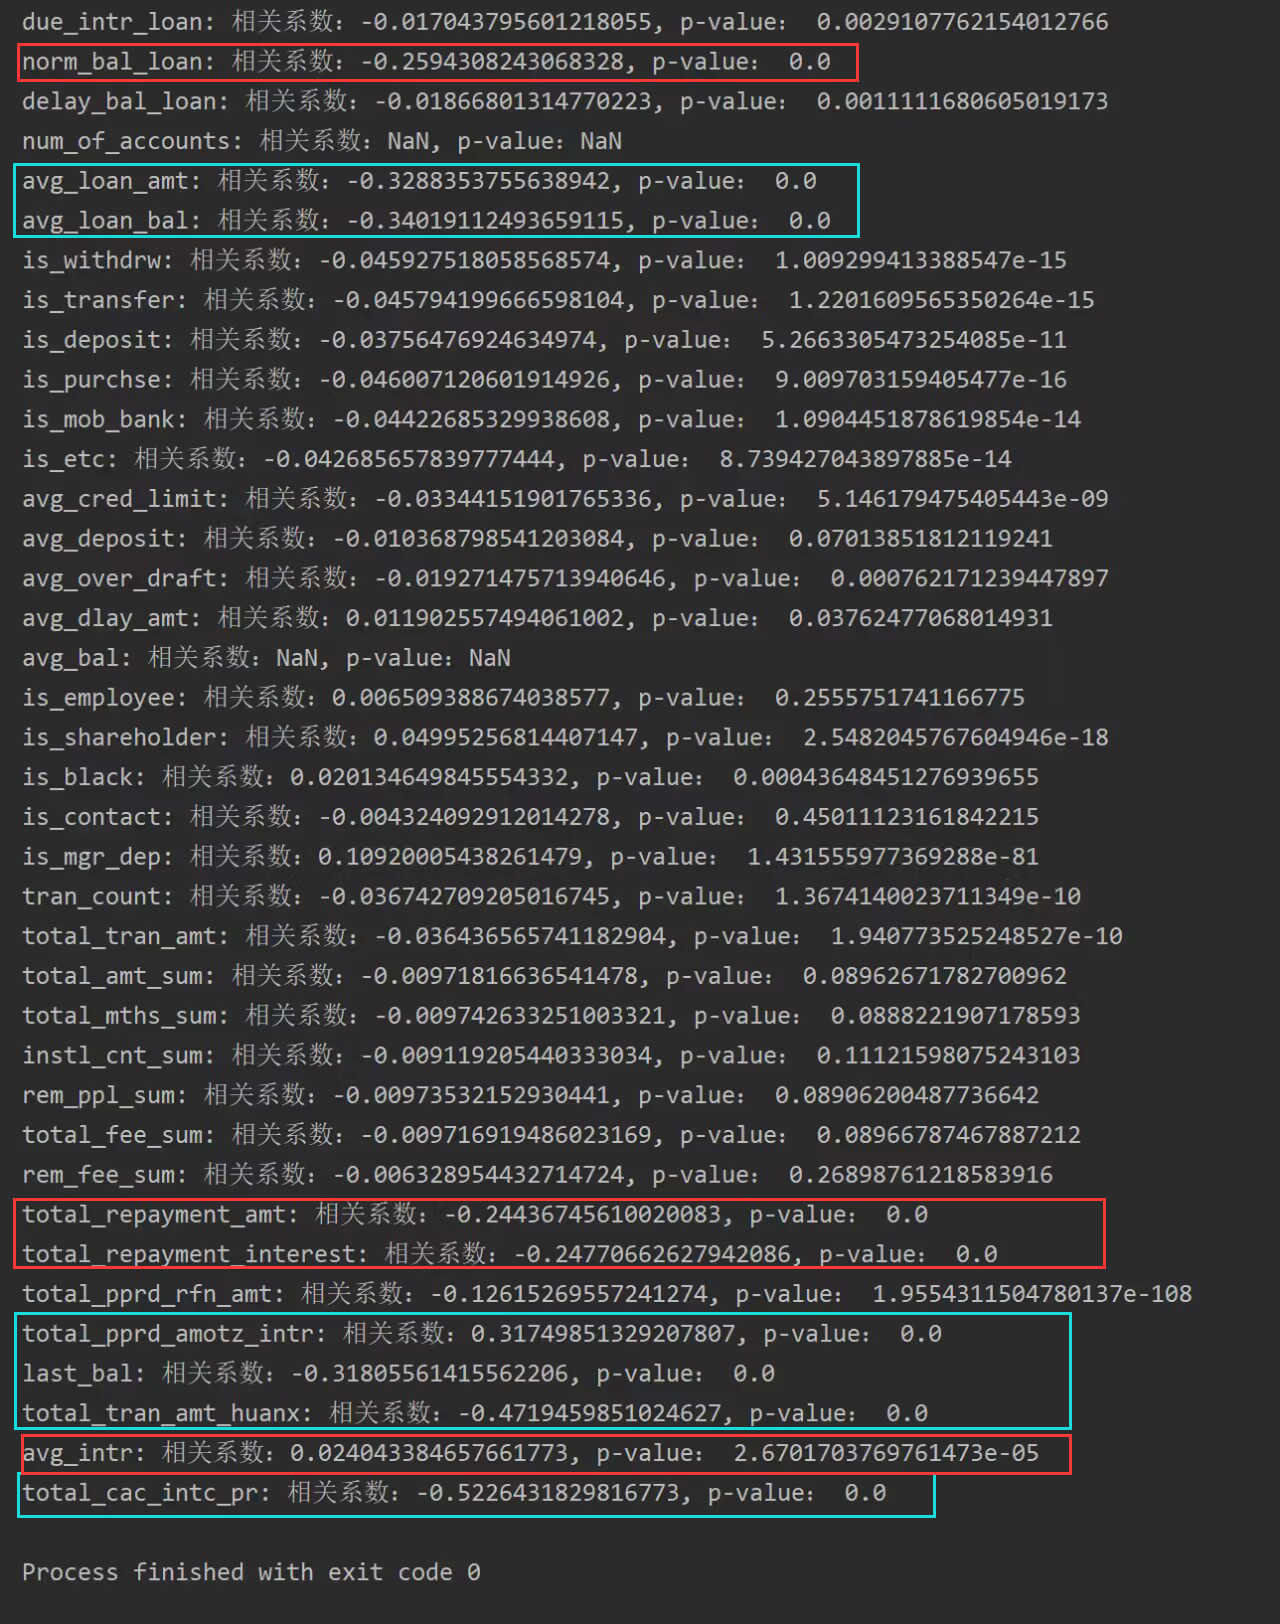 due_intr_loan: 相关系数：-0.017043795601218055, p-value： 0.0029107762154012766
norm_bal_loan: 相关系数：-0.2594308243068328, p-value： 0.0
delay_bal_loan: 相关系数：-0.01866801314770223, p-value： 0.0011111680605019173
num_of_accounts: 相关系数：NaN, p-value：NaN
avg_loan_amt: 相关系数：-0.3288353755638942, p-value： 0.0
avg_loan_bal: 相关系数：-0.34019112493659115, p-value： 0.0
is_withdrw: 相关系数：-0.045927518058568574, p-value： 1.009299413388547e-15
is_transfer: 相关系数：-0.045794199666598104, p-value： 1.2201609565350264e-15
is_deposit: 相关系数：-0.03756476924634974, p-value： 5.2663305473254085e-11
is_purchse: 相关系数：-0.046007120601914926, p-value： 9.009703159405477e-16
is_mob_bank: 相关系数：-0.04422685329938608, p-value： 1.0904451878619854e-14
is_etc: 相关系数：-0.042685657839777444, p-value： 8.739427043897885e-14
avg_cred_limit: 相关系数：-0.03344151901765336, p-value： 5.146179475405443e-09
avg_deposit: 相关系数：-0.010368798541203084, p-value： 0.07013851812119241
avg_over_draft: 相关系数：-0.019271475713940646, p-value： 0.000762171239447897
avg_dlay_amt: 相关系数：0.011902557494061002, p-value： 0.03762477068014931
avg_bal: 相关系数：NaN, p-value：NaN
is_employee: 相关系数：0.006509388674038577, p-value： 0.2555751741166775
is_shareholder: 相关系数：0.04995256814407147, p-value： 2.5482045767604946e-18
is_black: 相关系数：0.020134649845554332, p-value： 0.00043648451276939655
is_contact: 相关系数：-0.004324092912014278, p-value： 0.45011123161842215
is_mgr_dep: 相关系数：0.10920005438261479, p-value： 1.431555977369288e-81
tran_count: 相关系数：-0.036742709205016745, p-value： 1.3674140023711349e-10
total_tran_amt: 相关系数：-0.036436565741182904, p-value： 1.940773525248527e-10
total_amt_sum: 相关系数：-0.00971816636541478, p-value： 0.08962671782700962
total_mths_sum: 相关系数：-0.009742633251003321, p-value： 0.0888221907178593
instl_cnt_sum: 相关系数：-0.009119205440333034, p-value： 0.11121598075243103
rem_ppl_sum: 相关系数：-0.00973532152930441, p-value： 0.08906200487736642
total_fee_sum: 相关系数：-0.009716919486023169, p-value： 0.08966787467887212
rem_fee_sum: 相关系数：-0.006328954432714724, p-value： 0.26898761218583916
total_repayment_amt: 相关系数：-0.24436745610020083, p-value： 0.0
total_repayment_interest: 相关系数：-0.24770662627942086, p-value： 0.0
total_pprd_rfn_amt: 相关系数：-0.12615269557241274, p-value： 1.9554311504780137e-108
total_pprd_amotz_intr: 相关系数：0.31749851329207807, p-value： 0.0
last_bal: 相关系数：-0.31805561415562206, p-value： 0.0
total_tran_amt_huanx: 相关系数：-0.4719459851024627, p-value： 0.0
avg_intr: 相关系数：0.024043384657661773, p-value： 2.6701703769761473e-05
total_cac_intc_pr: 相关系数：-0.5226431829816773, p-value： 0.0
Process finished with exit code 0